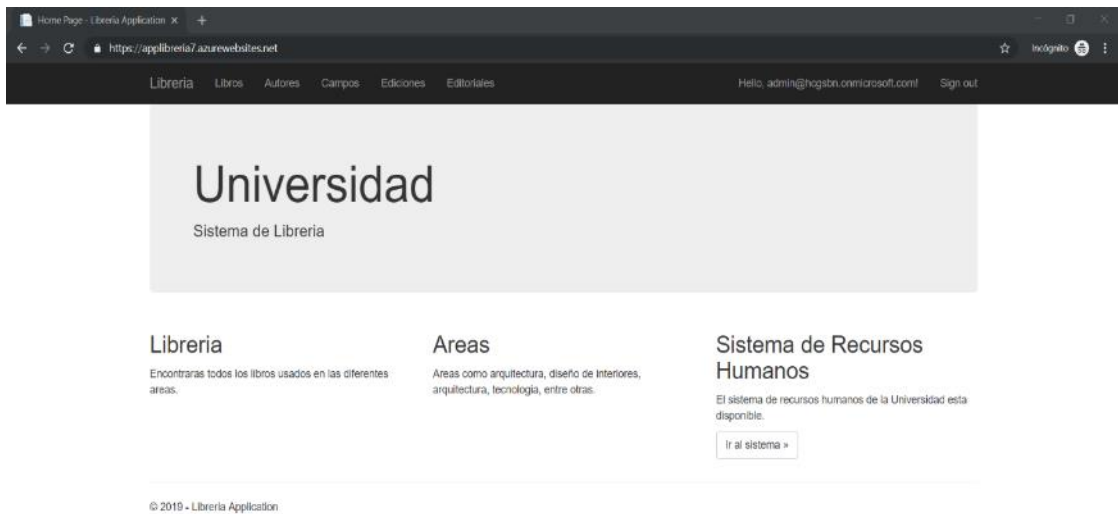 Home Page - Libreria Application
https://applibreria7.azurewebsites.net
Incógnito
Libreria Libros Autores Campos Ediciones Editoriales Hello, admin@hcgsbn.onmicrosoft.com! Sign out
Universidad
Sistema de Libreria
Libreria
Encontraras todos los libros usados en las diferentes
areas.
Areas
Areas como arquitectura, diseño de interiores,
arquitectura, tecnologia, entre otras.
Sistema de Recursos
Humanos
El sistema de recursos humanos de la Universidad esta
disponible.
Ir al sistema »
© 2019 - Libreria Application